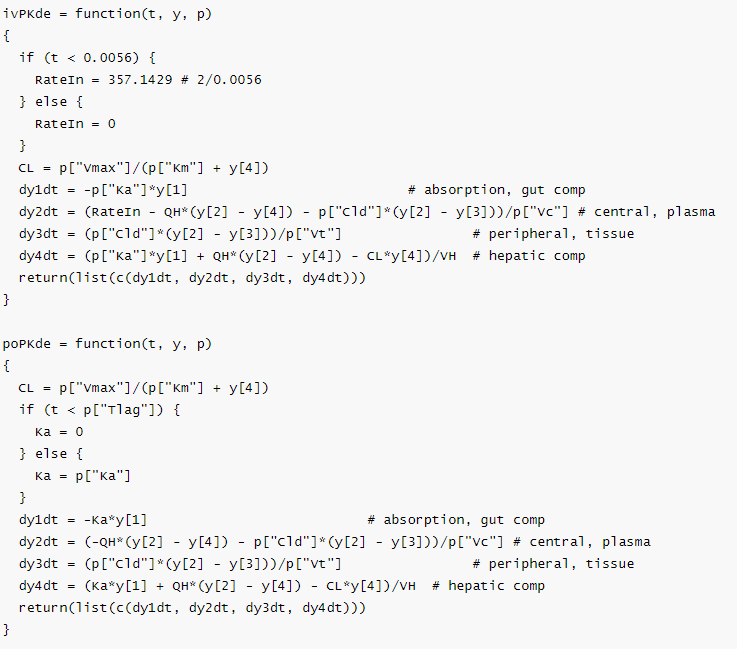 ivPKde = function(t, y, p)
{
  if (t < 0.0056) {
    RateIn = 357.1429 # 2/0.0056
  } else {
    RateIn = 0
  }
  CL = p["Vmax"]/(p["Km"] + y[4])
  dy1dt = -p["Ka"]*y[1]                           # absorption, gut comp
  dy2dt = (RateIn - QH*(y[2] - y[4]) - p["Cld"]*(y[2] - y[3]))/p["Vc"] # central, plasma
  dy3dt = (p["Cld"]*(y[2] - y[3]))/p["Vt"]                # peripheral, tissue
  dy4dt = (p["Ka"]*y[1] + QH*(y[2] - y[4]) - CL*y[4])/VH  # hepatic comp
  return(list(c(dy1dt, dy2dt, dy3dt, dy4dt)))
}

poPKde = function(t, y, p)
{
  CL = p["Vmax"]/(p["Km"] + y[4])
  if (t < p["Tlag"]) {
    Ka = 0
  } else {
    Ka = p["Ka"]
  }
  dy1dt = -Ka*y[1]                           # absorption, gut comp
  dy2dt = (-QH*(y[2] - y[4]) - p["Cld"]*(y[2] - y[3]))/p["Vc"] # central, plasma
  dy3dt = (p["Cld"]*(y[2] - y[3]))/p["Vt"]                # peripheral, tissue
  dy4dt = (Ka*y[1] + QH*(y[2] - y[4]) - CL*y[4])/VH  # hepatic comp
  return(list(c(dy1dt, dy2dt, dy3dt, dy4dt)))
}